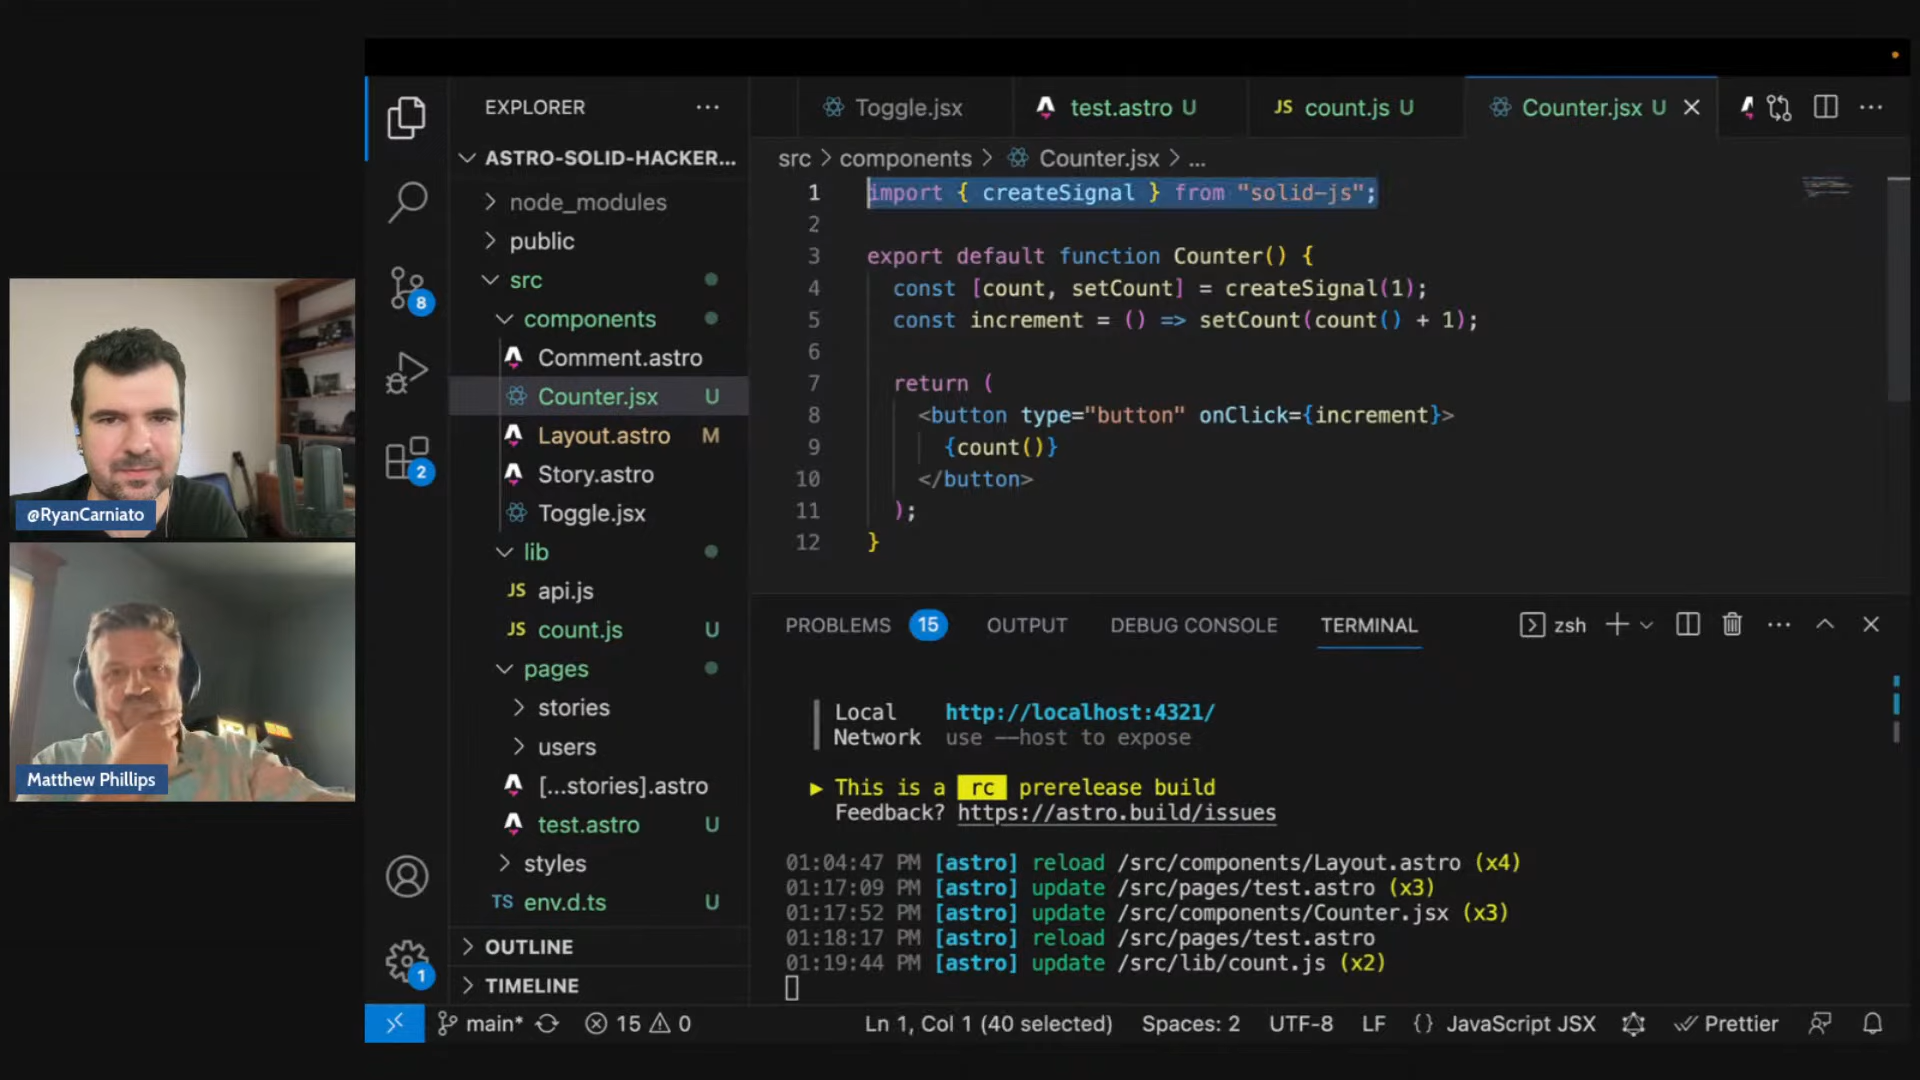 EXPLORER
ASTRO-SOLID-HACKER...
node_modules
public
src
components
Comment.astro
Counter.jsx U
Layout.astro M
Story.astro
Toggle.jsx
lib
JS api.js
JS count.js U
pages
stories
users
[...stories].astro
test.astro U
styles
TS env.d.ts U
OUTLINE
TIMELINE
8
2
1
@RyanCarniato
Matthew Phillips
Toggle.jsx
test.astro U
JS count.js U
Counter.jsx U
src > components > Counter.jsx > ...
1 import { createSignal } from "solid-js";
2
3 export default function Counter() {
4 const [count, setCount] = createSignal(1);
5 const increment = () => setCount(count() + 1);
6
7 return (
8 <button type="button" onClick={increment}>
9 {count()}
10 </button>
11 );
12 }
PROBLEMS 15 OUTPUT DEBUG CONSOLE TERMINAL zsh
Local http://localhost:4321/
Network use --host to expose
▶ This is a rc prerelease build
Feedback? https://astro.build/issues
01:04:47 PM [astro] reload /src/components/Layout.astro (x4)
01:17:09 PM [astro] update /src/pages/test.astro (x3)
01:17:52 PM [astro] update /src/components/Counter.jsx (x3)
01:18:17 PM [astro] reload /src/pages/test.astro
01:19:44 PM [astro] update /src/lib/count.js (x2)
main* 15 0 Ln 1, Col 1 (40 selected) Spaces: 2 UTF-8 LF {} JavaScript JSX Prettier